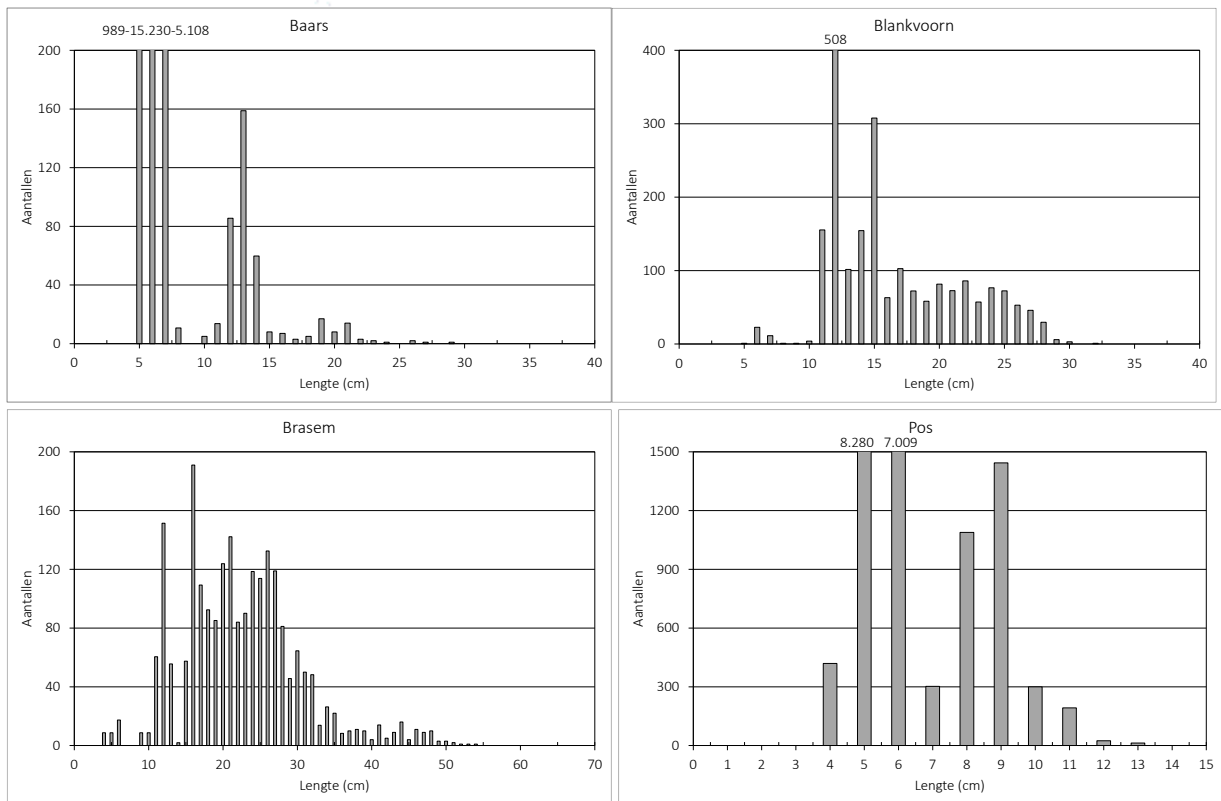 989-15.230-5.108
Baars
200
160
120
80
40
0
Aantallen
0 5 10 15 20 25 30 35 40
Lengte (cm)
Blankvoorn
508
400
300
200
100
0
Aantallen
0 5 10 15 20 25 30 35 40
Lengte (cm)
Brasem
200
160
120
80
40
0
Aantallen
0 10 20 30 40 50 60 70
Lengte (cm)
Pos
8.280 7.009
1500
1200
900
600
300
0
Aantallen
0 1 2 3 4 5 6 7 8 9 10 11 12 13 14 15
Lengte (cm)